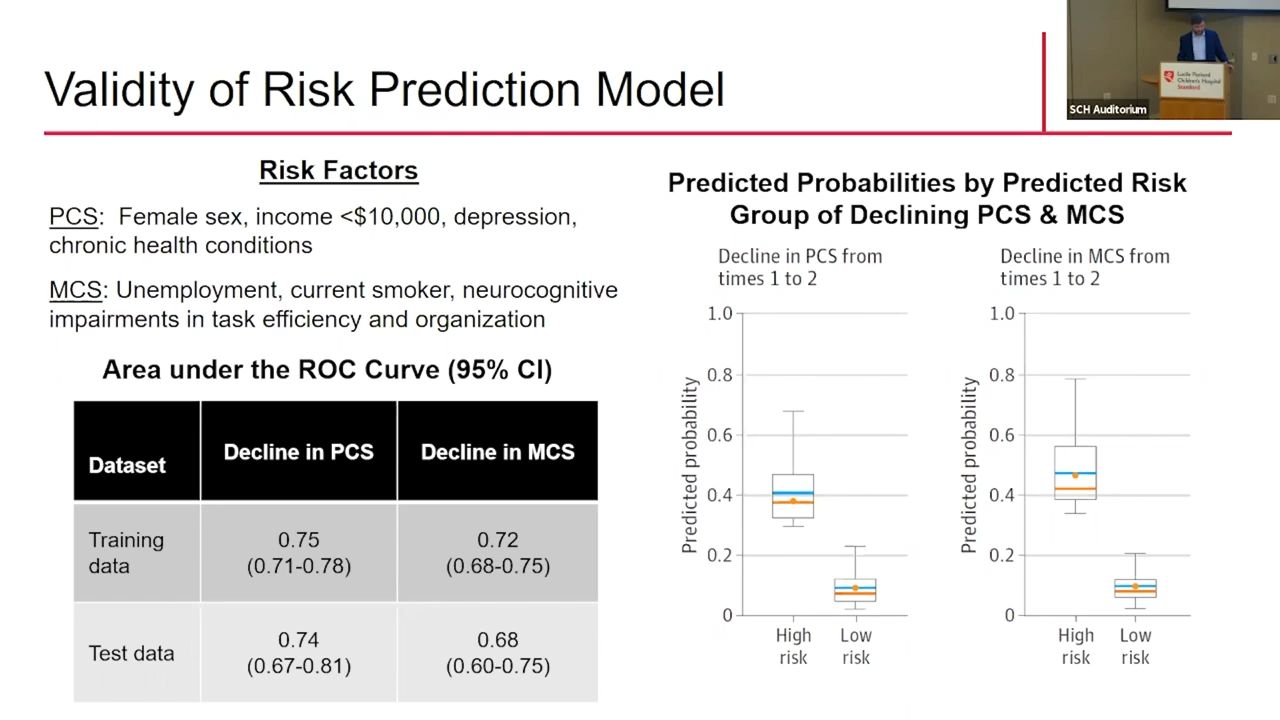 Validity of Risk Prediction Model
Lucile Packard
Children's Hospital
Stanford
SCH Auditorium
Risk Factors
PCS: Female sex, income <$10,000, depression,
chronic health conditions
MCS: Unemployment, current smoker, neurocognitive
impairments in task efficiency and organization
Area under the ROC Curve (95% CI)
Dataset Decline in PCS Decline in MCS
Training
data
0.75
(0.71-0.78)
0.72
(0.68-0.75)
Test data
0.74
(0.67-0.81)
0.68
(0.60-0.75)
Predicted Probabilities by Predicted Risk
Group of Declining PCS & MCS
Decline in PCS from
times 1 to 2
Predicted probability
1.0
0.8
0.6
0.4
0.2
0
High
risk
Low
risk
Decline in MCS from
times 1 to 2
Predicted probability
1.0
0.8
0.6
0.4
0.2
0
High
risk
Low
risk